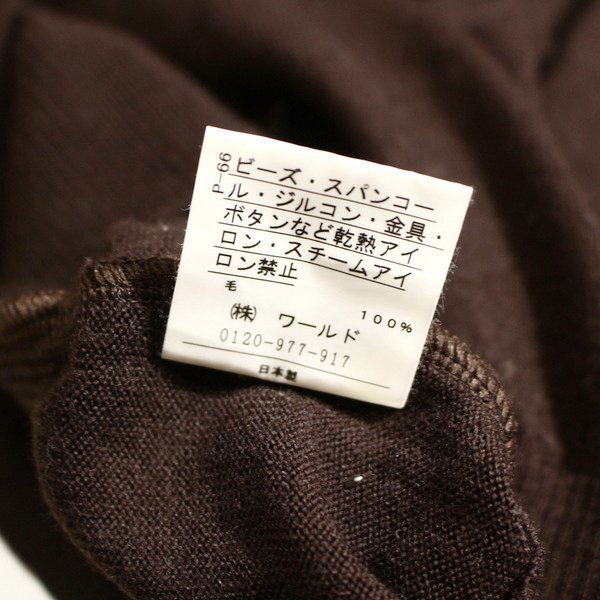 P-66
ビーズ・スパンコー
ル・ジルコン・金具・
ボタンなど乾熱アイ
ロン・スチームアイ
ロン禁止
毛 100%
㈱ ワールド
0120-977-917
日本製